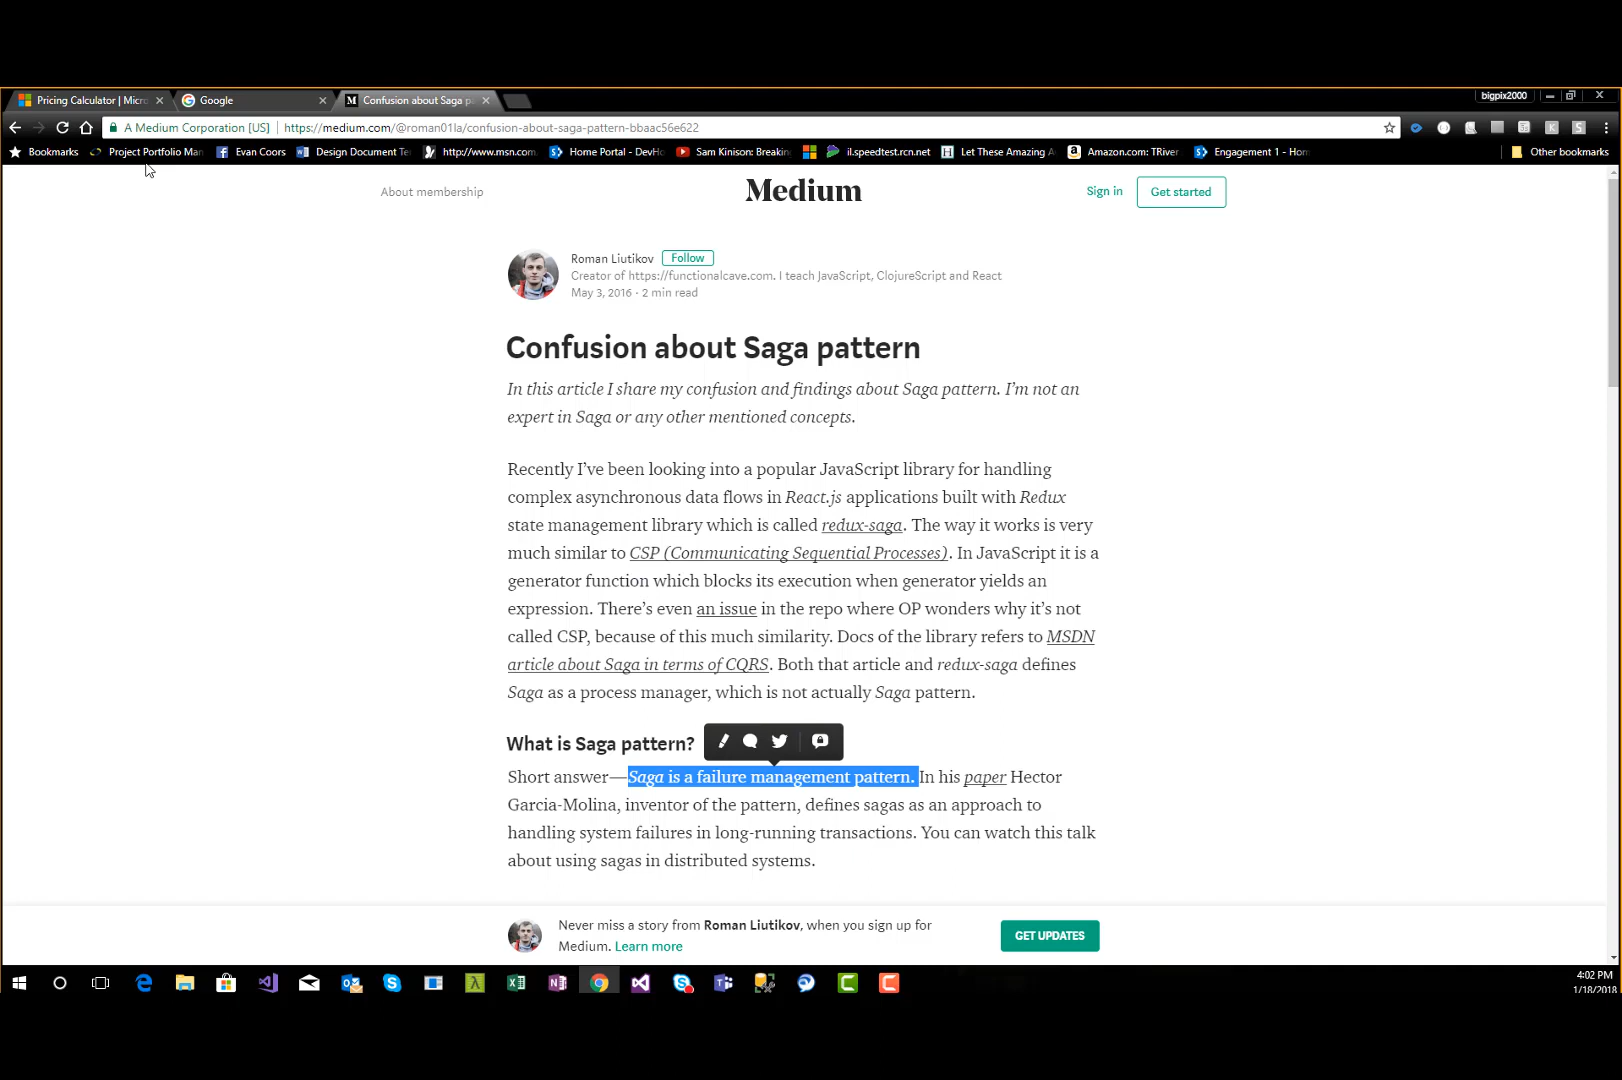 Pricing Calculator | Micro
Google
Confusion about Saga p
bigpix2000
A Medium Corporation [US]
https://medium.com/@roman01la/confusion-about-saga-pattern-bbaac56e622
Bookmarks
Project Portfolio Man
Evan Coors
Design Document Te
http://www.msn.com
Home Portal - DevHo
Sam Kinison: Breakin
il.speedtest.rcn.net
Let These Amazing A
Amazon.com: TRiver
Engagement 1 - Hom
Other bookmarks
About membership
Medium
Sign in
Get started
Roman Liutikov
Follow
Creator of https://functionalcave.com. I teach JavaScript, ClojureScript and React
May 3, 2016 · 2 min read
Confusion about Saga pattern
In this article I share my confusion and findings about Saga pattern. I’m not an
expert in Saga or any other mentioned concepts.
Recently I’ve been looking into a popular JavaScript library for handling
complex asynchronous data flows in React.js applications built with Redux
state management library which is called redux-saga. The way it works is very
much similar to CSP (Communicating Sequential Processes). In JavaScript it is a
generator function which blocks its execution when generator yields an
expression. There’s even an issue in the repo where OP wonders why it’s not
called CSP, because of this much similarity. Docs of the library refers to MSDN
article about Saga in terms of CQRS. Both that article and redux-saga defines
Saga as a process manager, which is not actually Saga pattern.
What is Saga pattern?
Short answer—Saga is a failure management pattern. In his paper Hector
Garcia-Molina, inventor of the pattern, defines sagas as an approach to
handling system failures in long-running transactions. You can watch this talk
about using sagas in distributed systems.
Never miss a story from Roman Liutikov, when you sign up for
Medium. Learn more
GET UPDATES
4:02 PM
1/18/2018